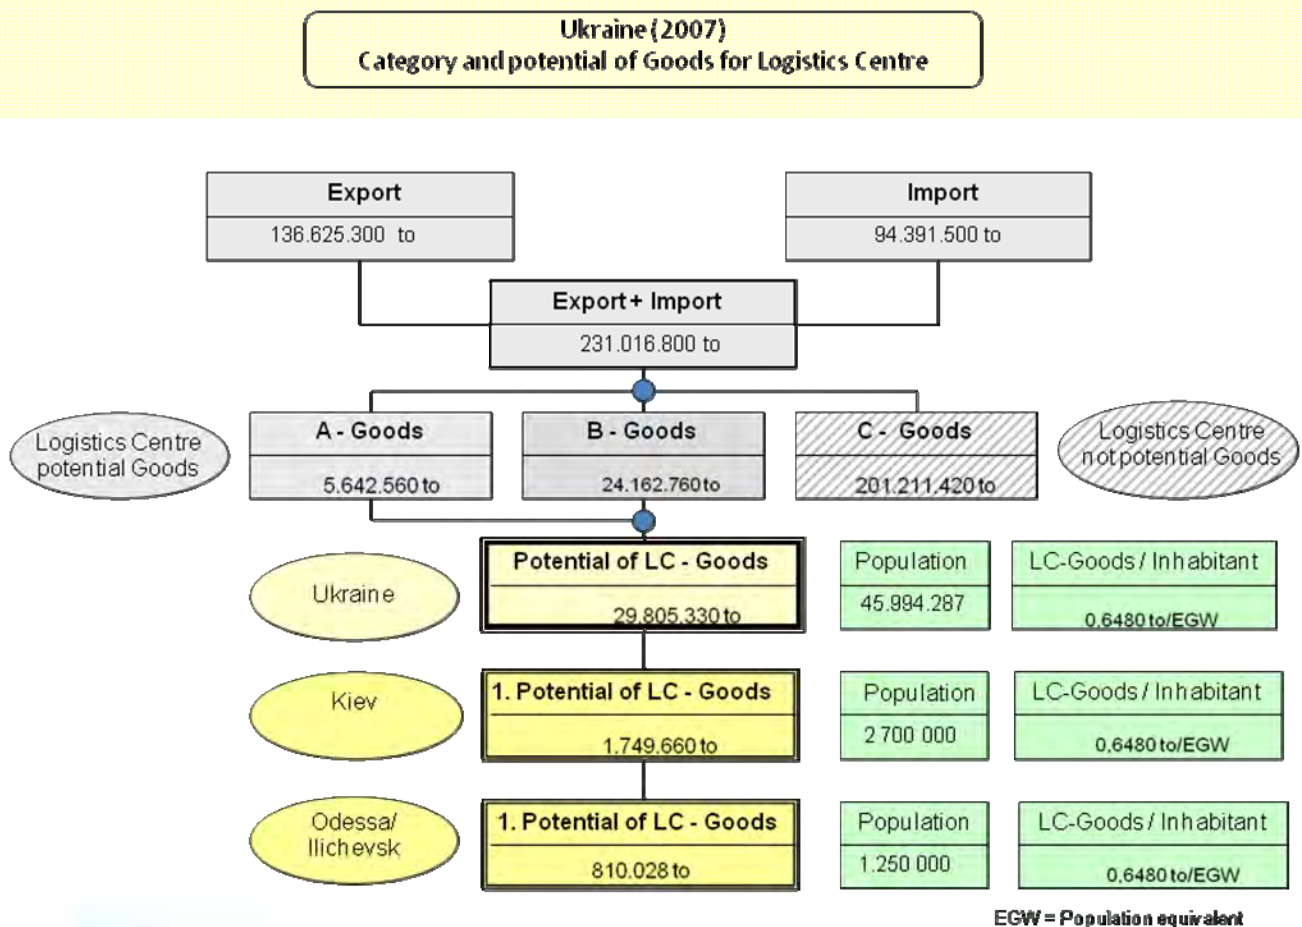 Ukraine (2007)
Category and potential of Goods for Logistics Centre
Export
136.625.300 to
Import
94.391.500 to
Export + Import
231.016.800 to
Logistics Centre
potential Goods
A - Goods
5.642.560 to
B - Goods
24.162.760 to
C - Goods
201.211.420 to
Logistics Centre
not potential Goods
Ukraine
Potential of LC - Goods
29.805.330 to
Population
45.994.287
LC-Goods / Inhabitant
0,6480 to/EGW
Kiev
1. Potential of LC - Goods
1.749.660 to
Population
2 700 000
LC-Goods / Inhabitant
0,6480 to/EGW
Odessa/
Ilichevsk
1. Potential of LC - Goods
810.028 to
Population
1.250 000
LC-Goods / Inhabitant
0,6480 to/EGW
EGW = Population equivalent